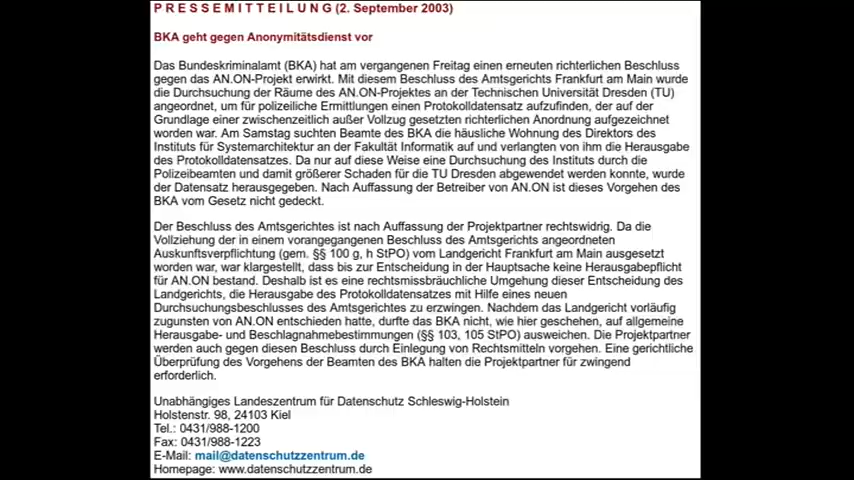 P R E S S E M I T T E I L U N G (2. September 2003)
BKA geht gegen Anonymitätsdienst vor
Das Bundeskriminalamt (BKA) hat am vergangenen Freitag einen erneuten richterlichen Beschluss
gegen das AN.ON-Projekt erwirkt. Mit diesem Beschluss des Amtsgerichts Frankfurt am Main wurde
die Durchsuchung der Räume des AN.ON-Projektes an der Technischen Universität Dresden (TU)
angeordnet, um für polizeiliche Ermittlungen einen Protokolldatensatz aufzufinden, der auf der
Grundlage einer zwischenzeitlich außer Vollzug gesetzten richterlichen Anordnung aufgezeichnet
worden war. Am Samstag suchten Beamte des BKA die häusliche Wohnung des Direktors des
Instituts für Systemarchitektur an der Fakultät Informatik auf und verlangten von ihm die Herausgabe
des Protokolldatensatzes. Da nur auf diese Weise eine Durchsuchung des Instituts durch die
Polizeibeamten und damit größerer Schaden für die TU Dresden abgewendet werden konnte, wurde
der Datensatz herausgegeben. Nach Auffassung der Betreiber von AN.ON ist dieses Vorgehen des
BKA vom Gesetz nicht gedeckt.
Der Beschluss des Amtsgerichtes ist nach Auffassung der Projektpartner rechtswidrig. Da die
Vollziehung der in einem vorangegangenen Beschluss des Amtsgerichts angeordneten
Auskunftsverpflichtung (gem. §§ 100 g, h StPO) vom Landgericht Frankfurt am Main ausgesetzt
worden war, war klargestellt, dass bis zur Entscheidung in der Hauptsache keine Herausgabepflicht
für AN.ON bestand. Deshalb ist es eine rechtsmissbräuchliche Umgehung dieser Entscheidung des
Landgerichts, die Herausgabe des Protokolldatensatzes mit Hilfe eines neuen
Durchsuchungsbeschlusses des Amtsgerichtes zu erzwingen. Nachdem das Landgericht vorläufig
zugunsten von AN.ON entschieden hatte, durfte das BKA nicht, wie hier geschehen, auf allgemeine
Herausgabe- und Beschlagnahmebestimmungen (§§ 103, 105 StPO) ausweichen. Die Projektpartner
werden auch gegen diesen Beschluss durch Einlegung von Rechtsmitteln vorgehen. Eine gerichtliche
Überprüfung des Vorgehens der Beamten des BKA halten die Projektpartner für zwingend
erforderlich.
Unabhängiges Landeszentrum für Datenschutz Schleswig-Holstein
Holstenstr. 98, 24103 Kiel
Tel.: 0431/988-1200
Fax: 0431/988-1223
E-Mail: mail@datenschutzzentrum.de
Homepage: www.datenschutzzentrum.de